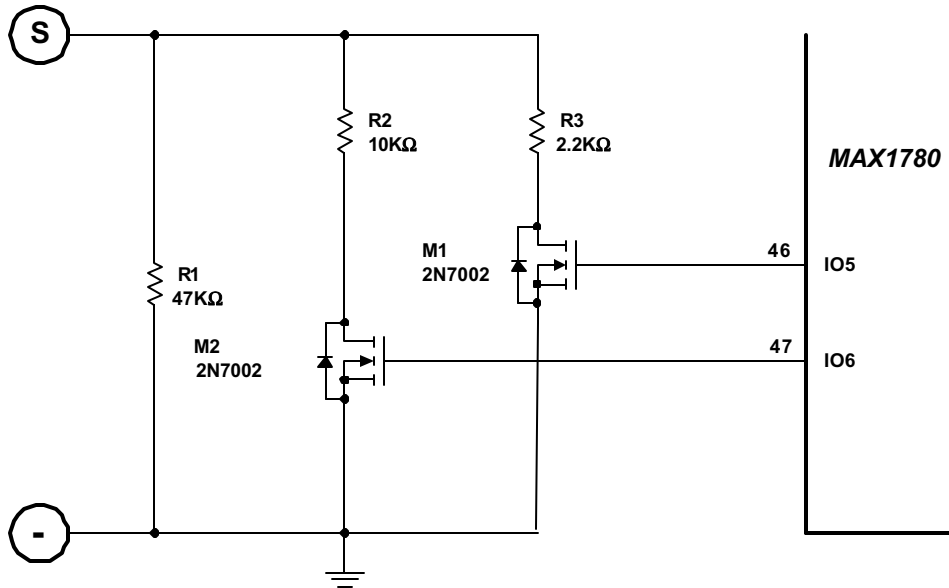 S
R2
10KΩ
R3
2.2KΩ
MAX1780
M1
2N7002
46
IO5
R1
47KΩ
M2
2N7002
47
IO6
-